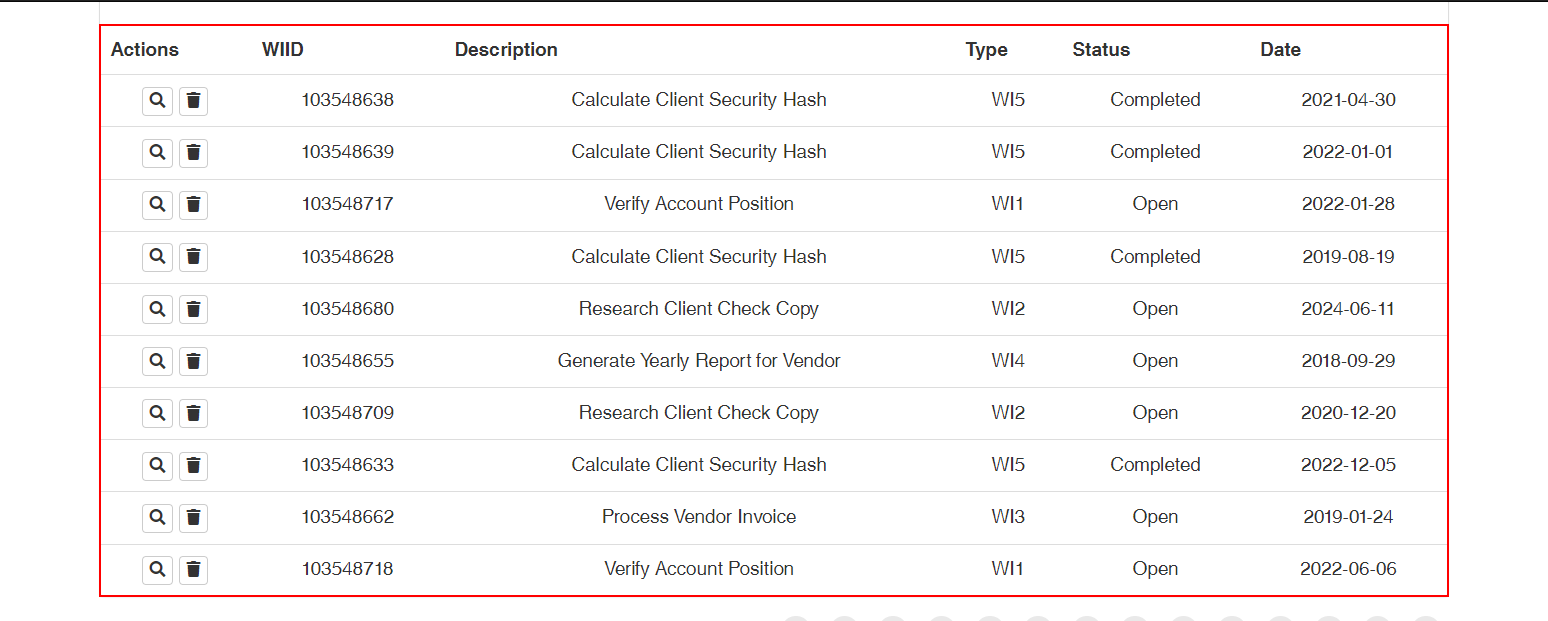 Actions WIID Description Type Status Date
103548638 Calculate Client Security Hash WI5 Completed 2021-04-30
103548639 Calculate Client Security Hash WI5 Completed 2022-01-01
103548717 Verify Account Position WI1 Open 2022-01-28
103548628 Calculate Client Security Hash WI5 Completed 2019-08-19
103548680 Research Client Check Copy WI2 Open 2024-06-11
103548655 Generate Yearly Report for Vendor WI4 Open 2018-09-29
103548709 Research Client Check Copy WI2 Open 2020-12-20
103548633 Calculate Client Security Hash WI5 Completed 2022-12-05
103548662 Process Vendor Invoice WI3 Open 2019-01-24
103548718 Verify Account Position WI1 Open 2022-06-06